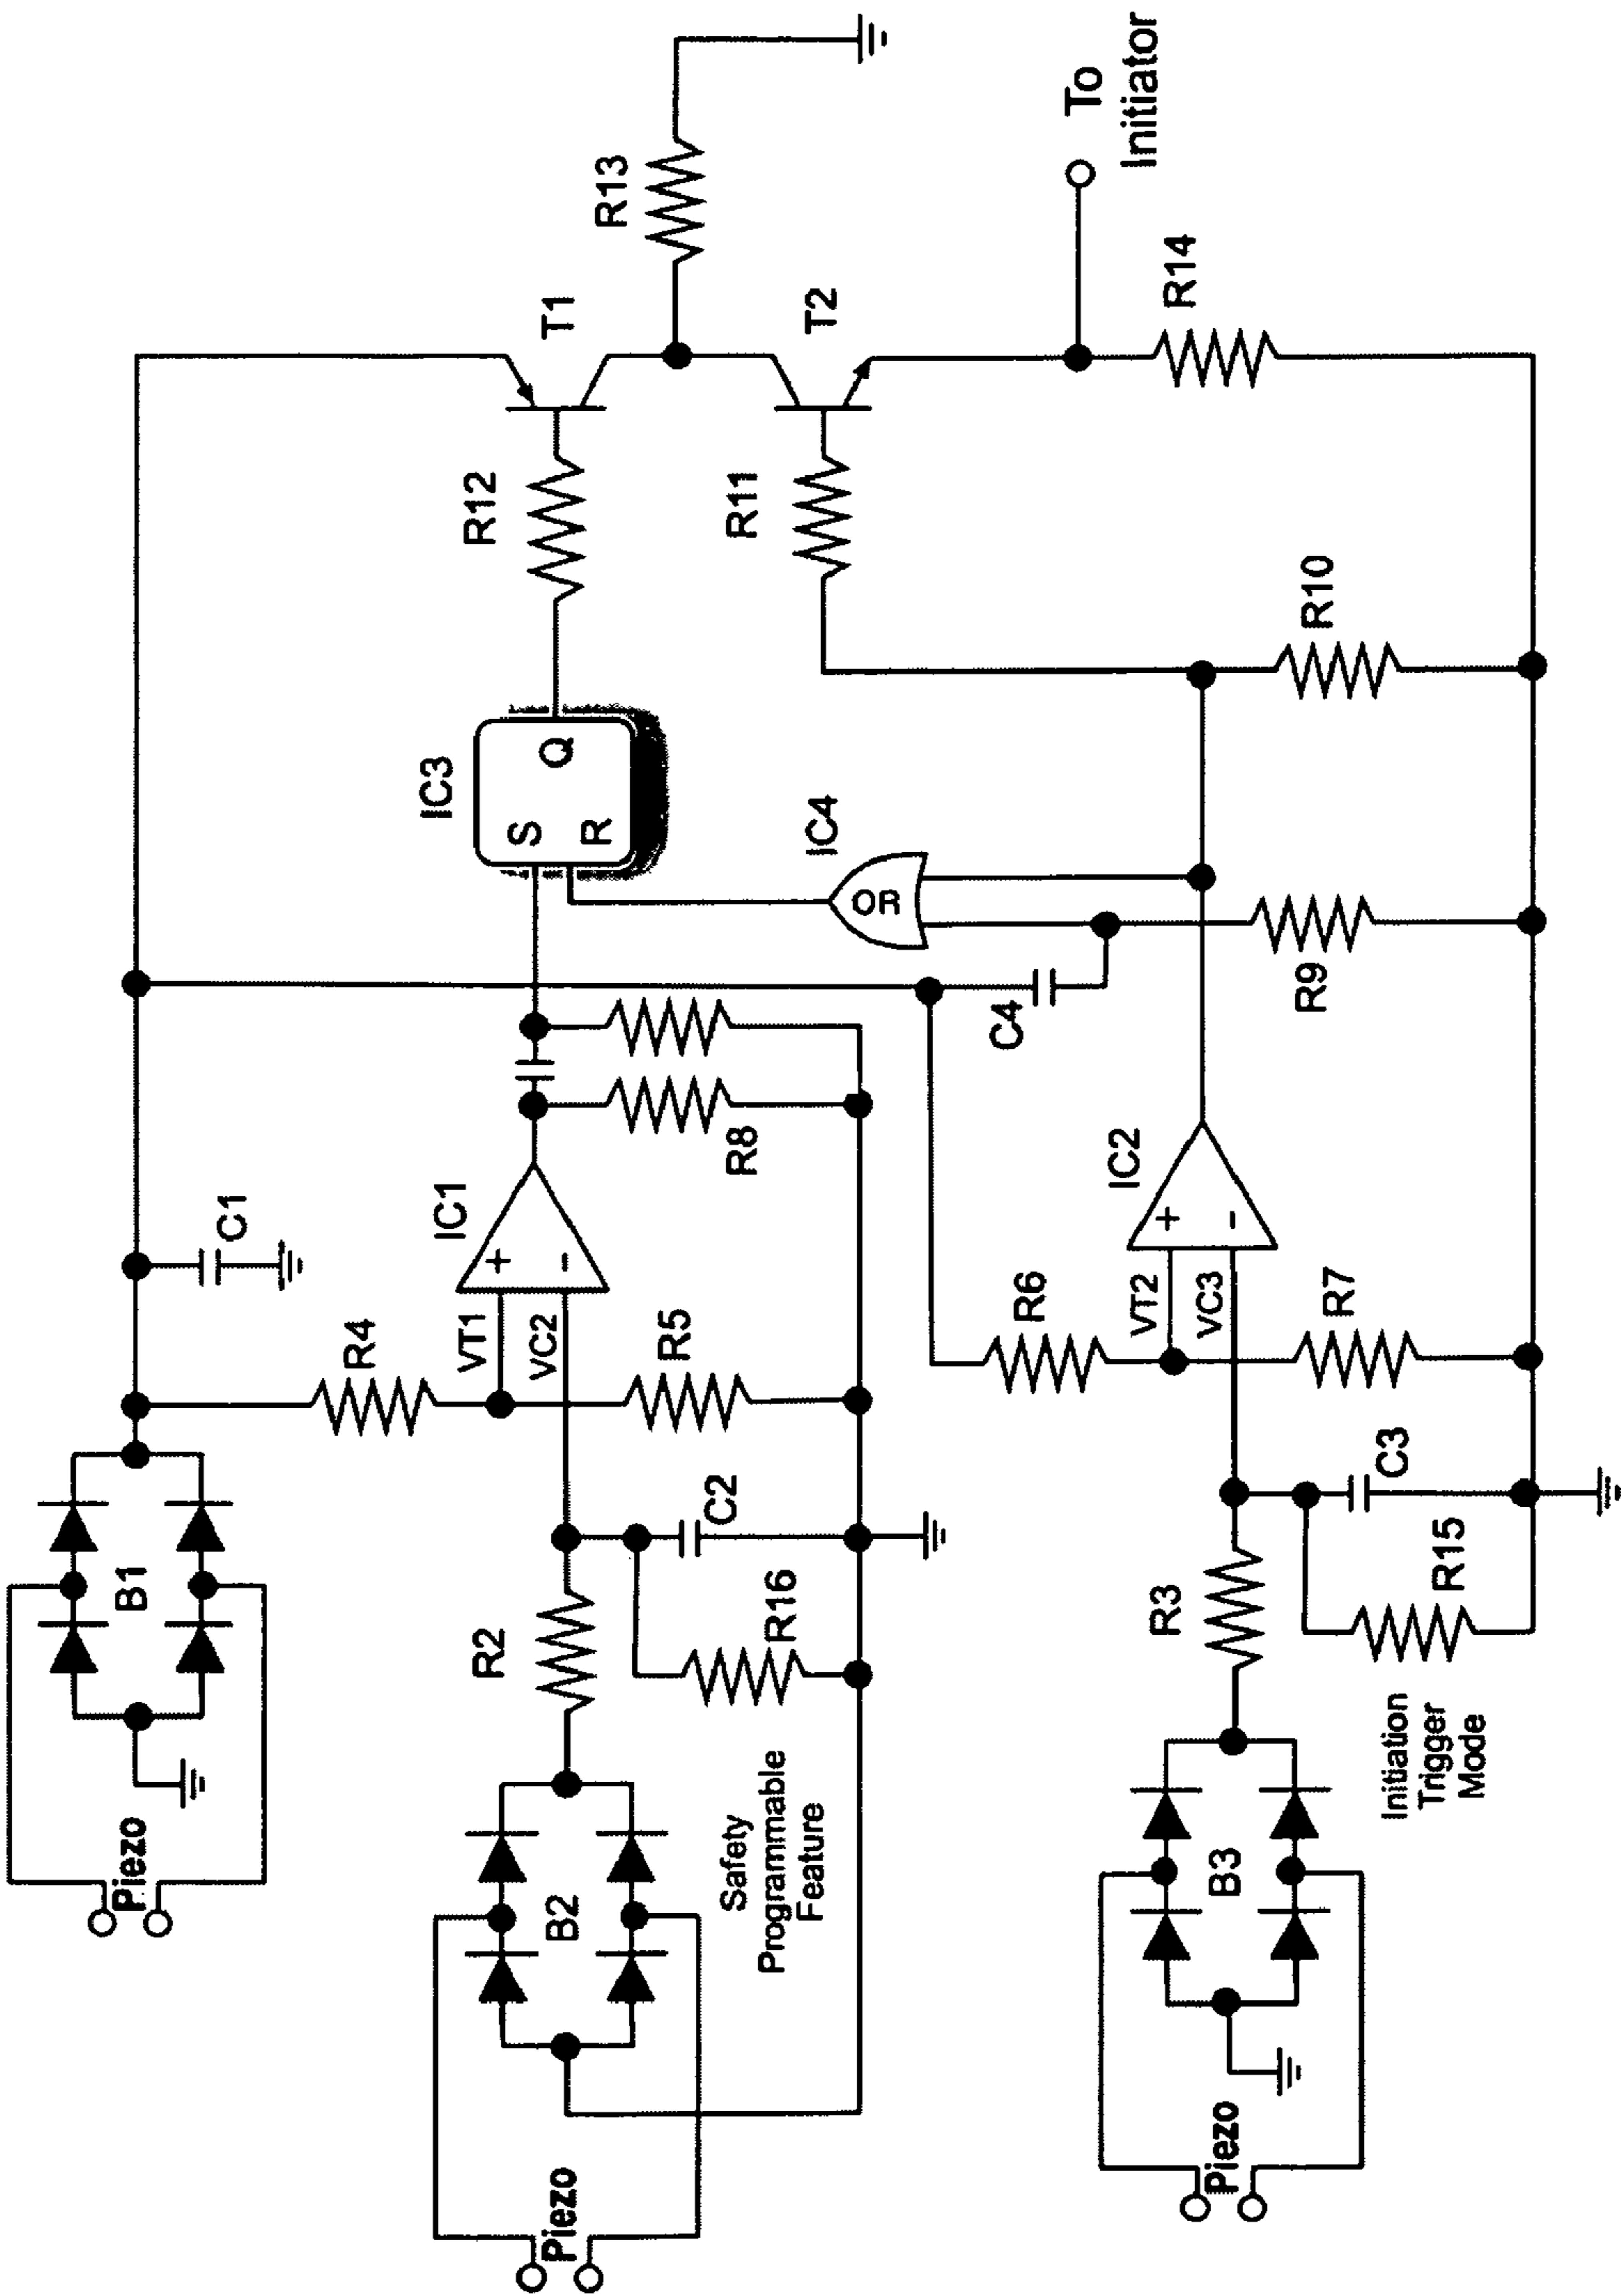 Piezo
B1
C1
R4
VT1
VC2
R5
IC1
+
-
R8
IC3
S
Q
R
R12
T1
R13
Piezo
B2
Safety
Programmable
Feature
R2
R16
C2
IC4
OR
C4
R9
R11
T2
To
Initiator
R14
R10
Piezo
B3
Initiation
Trigger
Mode
R3
R15
C3
R6
VT2
VC3
R7
IC2
+
-